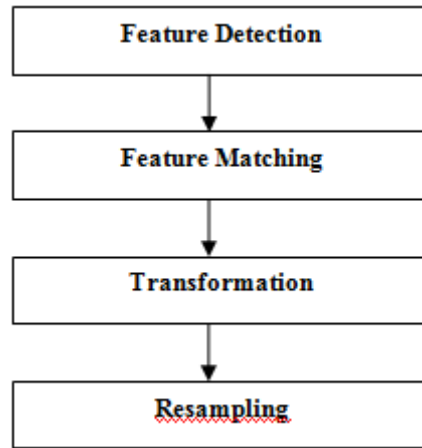 Feature Detection
Feature Matching
Transformation
Resampling